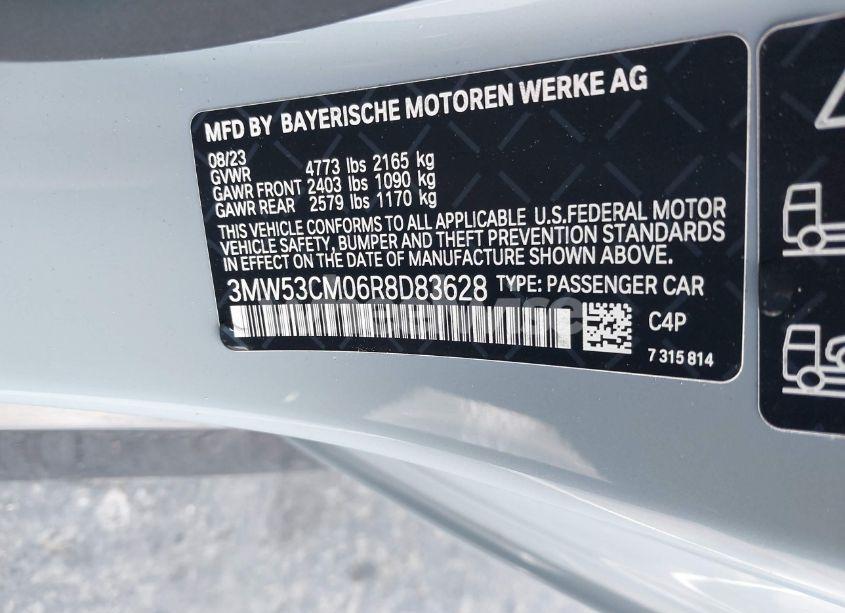 MFD BY BAYERISCHE MOTOREN WERKE AG
08/23
GVWR 4773 lbs 2165 kg
GAWR FRONT 2403 lbs 1090 kg
GAWR REAR 2579 lbs 1170 kg
THIS VEHICLE CONFORMS TO ALL APPLICABLE U.S.FEDERAL MOTOR
VEHICLE SAFETY, BUMPER AND THEFT PREVENTION STANDARDS
IN EFFECT ON THE DATE OF MANUFACTURE SHOWN ABOVE.
3MW53CM06R8D83628 TYPE: PASSENGER CAR
C4P
7 315 814